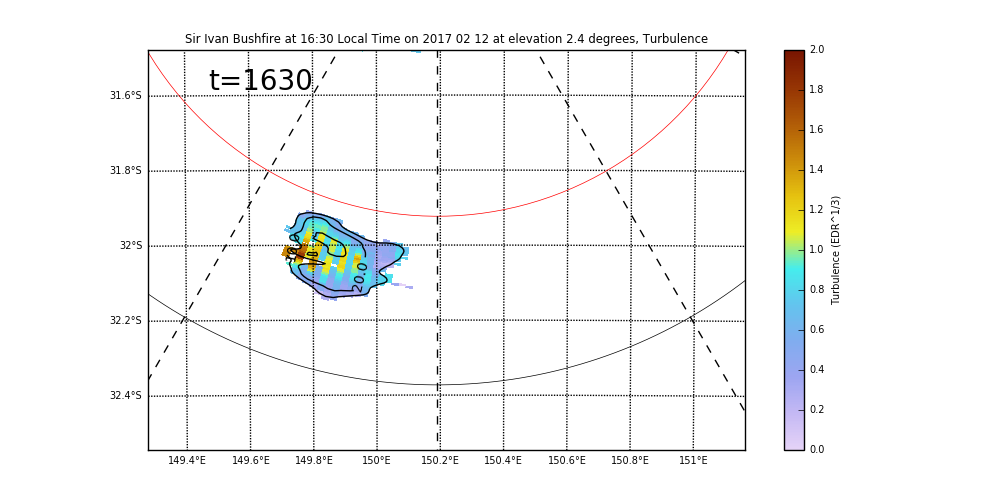 Sir Ivan Bushfire at 16:30 Local Time on 2017 02 12 at elevation 2.4 degrees, Turbulence
t=1630
31.6°S
31.8°S
32°S
32.2°S
32.4°S
149.4°E 149.6°E 149.8°E 150°E 150.2°E 150.4°E 150.6°E 150.8°E 151°E
20.0
2.0
1.8
1.6
1.4
1.2
1.0
0.8
0.6
0.4
0.2
0.0
Turbulence (EDR^1/3)